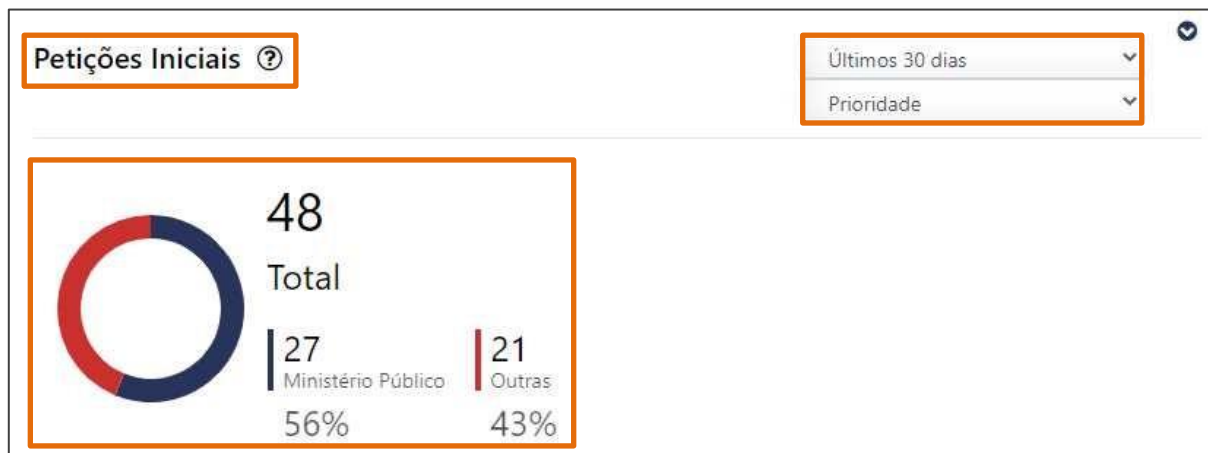 Petições Iniciais ?
Últimos 30 dias
Prioridade
48
Total
27 21
Ministério Público Outras
56% 43%